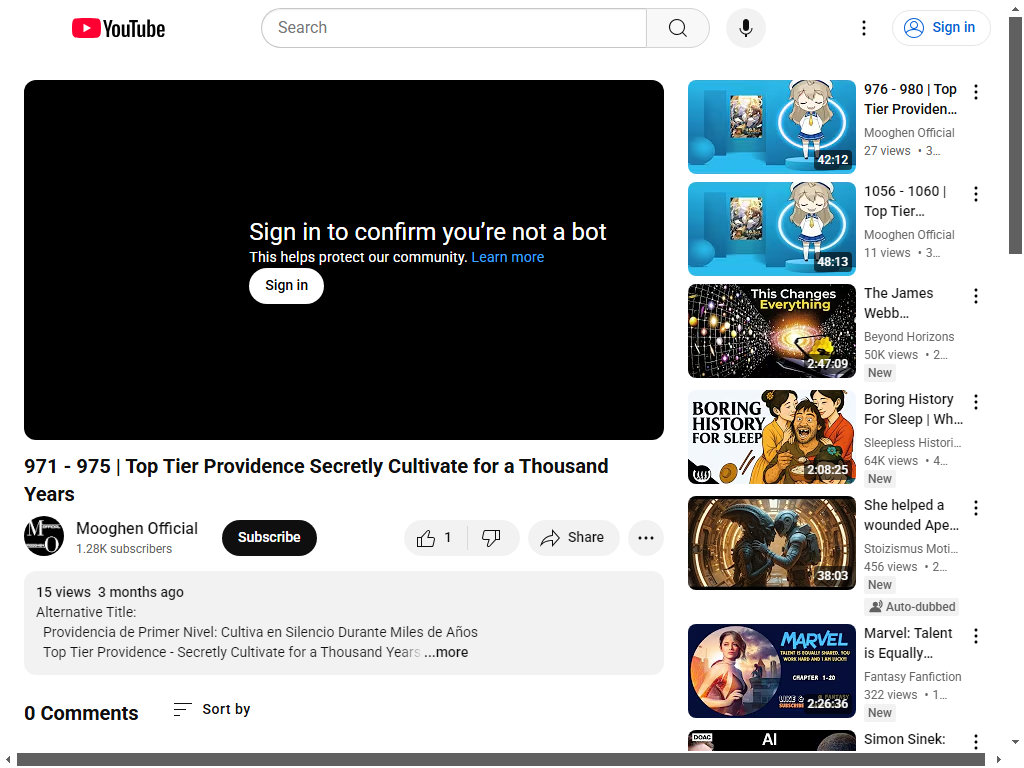 YouTube
Search
Sign in
Sign in to confirm you're not a bot
This helps protect our community. Learn more
Sign in
971 - 975 | Top Tier Providence Secretly Cultivate for a Thousand
Years
Mooghen Official
1.28K subscribers
Subscribe
1
Share
15 views 3 months ago
Alternative Title:
Providencia de Primer Nivel: Cultiva en Silencio Durante Miles de Años
Top Tier Providence - Secretly Cultivate for a Thousand Years ...more
0 Comments
Sort by
42:12
976 - 980 | Top
Tier Providen...
Mooghen Official
27 views • 3...
48:13
1056 - 1060 |
Top Tier...
Mooghen Official
11 views • 3...
This Changes
Everything
2:47:09
The James
Webb...
Beyond Horizons
50K views • 2...
New
BORING
HISTORY
FOR SLEEP
2:08:25
Boring History
For Sleep | Wh...
Sleepless Histori...
64K views • 4...
New
38:03
She helped a
wounded Ape...
Stoizismus Moti...
456 views • 2...
New
Auto-dubbed
MARVEL
TALENT IS EQUALLY SHARED. YOU
WORK HARD AND I AM LUCK!!!
CHAPTER 1-20
LIKE &
SUBSCRIBE
2:26:36
Marvel: Talent
is Equally...
Fantasy Fanfiction
322 views • 1...
New
DOAC
AI
Simon Sinek: